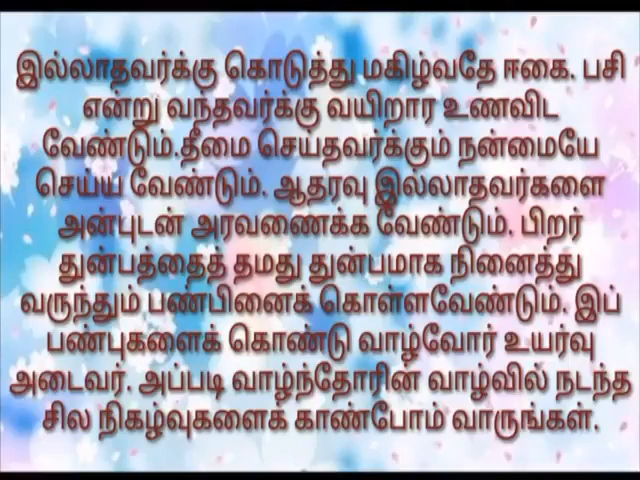 இல்லாதவர்க்கு கொடுத்து மகிழ்வதே ஈகை. பசி
என்று வந்தவர்க்கு வயிறார உணவிட
வேண்டும்.தீமை செய்தவர்க்கும் நன்மையே
செய்ய வேண்டும். ஆதரவு இல்லாதவர்களை
அன்புடன் அரவணைக்க வேண்டும். பிறர்
துன்பத்தைத் தமது துன்பமாக நினைத்து
வருந்தும் பண்பினைக் கொள்ளவேண்டும். இப்
பண்புகளைக் கொண்டு வாழ்வோர் உயர்வு
அடைவர். அப்படி வாழ்ந்தோரின் வாழ்வில் நடந்த
சில நிகழ்வுகளைக் காண்போம் வாருங்கள்.